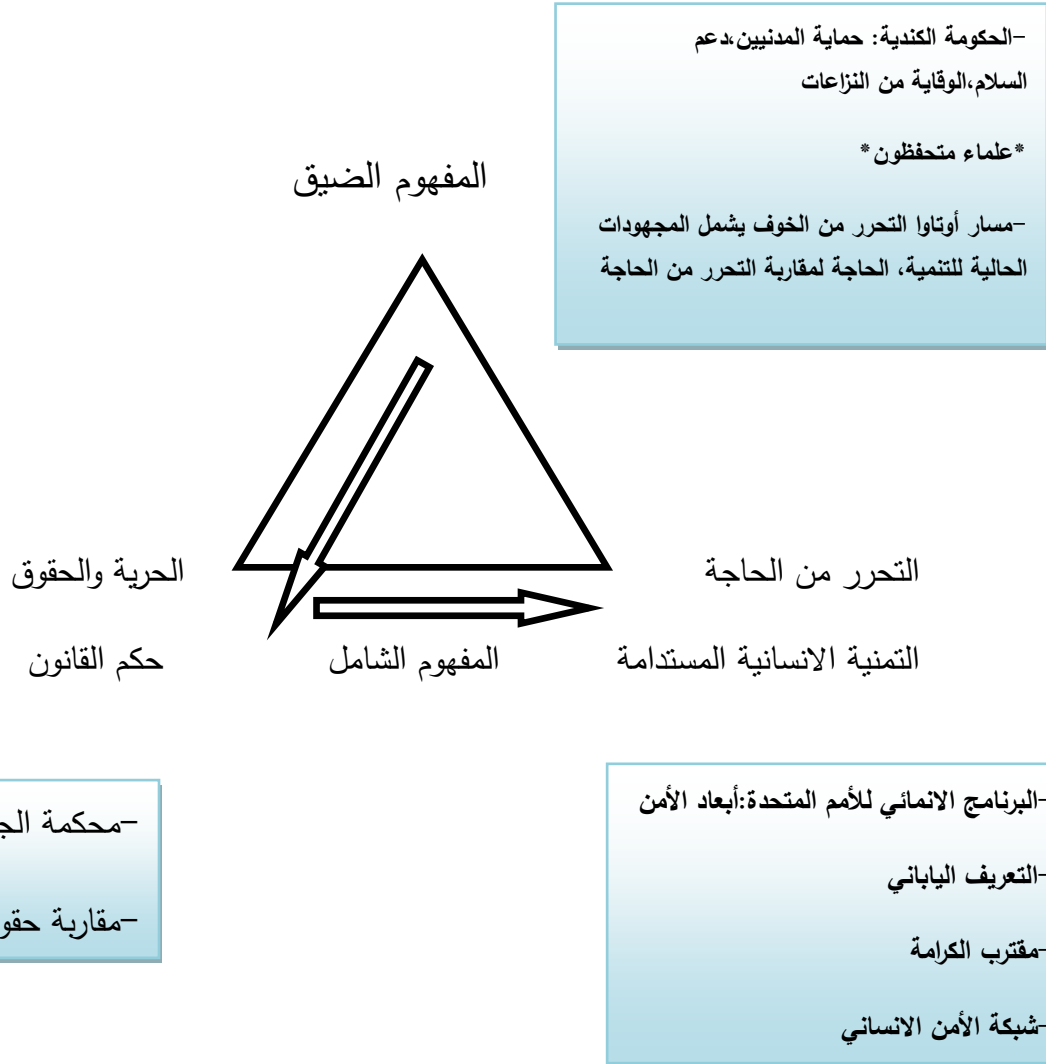 -الحكومة الكندية: حماية المدنيين،دعم
السلام،الوقاية من النزاعات
*علماء متحفظون*
-مسار أوتاوا التحرر من الخوف يشمل المجهودات
الحالية للتنمية، الحاجة لمقاربة التحرر من الحاجة
المفهوم الضيق
التحرر من الحاجة
الحرية والحقوق
التمنية الانسانية المستدامة
المفهوم الشامل
حكم القانون
-البرنامج الانمائي للأمم المتحدة:أبعاد الأمن
-التعريف الياباني
-مقترب الكرامة
-شبكة الأمن الانساني
-محكمة
-مقاربة